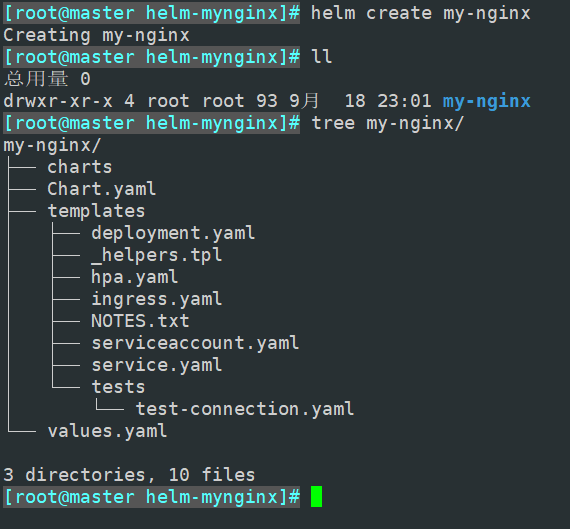 [root@master helm-mynginx]# helm create my-nginx
Creating my-nginx
[root@master helm-mynginx]# ll
总用量 0
drwxr-xr-x 4 root root 93 9月  18 23:01 my-nginx
[root@master helm-mynginx]# tree my-nginx/
my-nginx/
├── charts
├── Chart.yaml
├── templates
│   ├── deployment.yaml
│   ├── _helpers.tpl
│   ├── hpa.yaml
│   ├── ingress.yaml
│   ├── NOTES.txt
│   ├── serviceaccount.yaml
│   ├── service.yaml
│   └── tests
│       └── test-connection.yaml
└── values.yaml
3 directories, 10 files
[root@master helm-mynginx]#